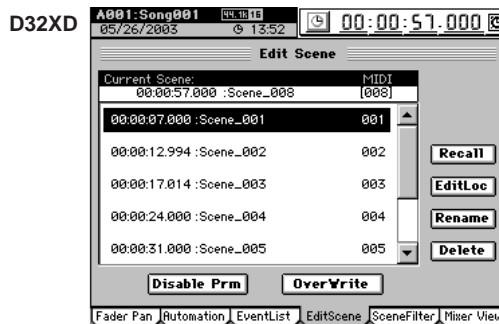 D32XD
A001:Song001 44.1k 16 00:00:57.000
05/26/2003 13:52
Edit Scene
Current Scene: MIDI
00:00:57.000 :Scene_008 [008]
00:00:07.000 :Scene_001 001
00:00:12.994 :Scene_002 002
00:00:17.014 :Scene_003 003
00:00:24.000 :Scene_004 004
00:00:31.000 :Scene_005 005
Recall
EditLoc
Rename
Delete
Disable Prm OverWrite
Fader Pan Automation EventList EditScene SceneFilter Mixer View